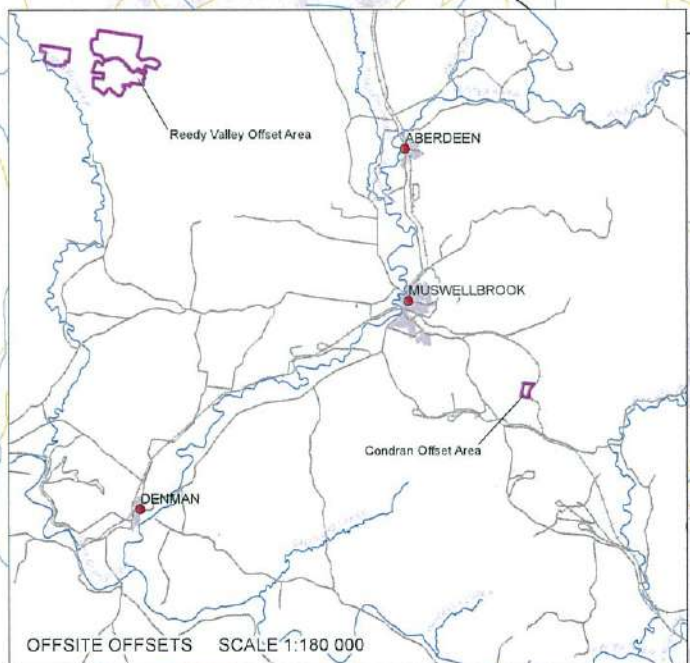 Reedy Valley Offset Area
ABERDEEN
MUSWELLBROOK
Condran Offset Area
DENMAN
OFFSITE OFFSETS SCALE 1:180 000